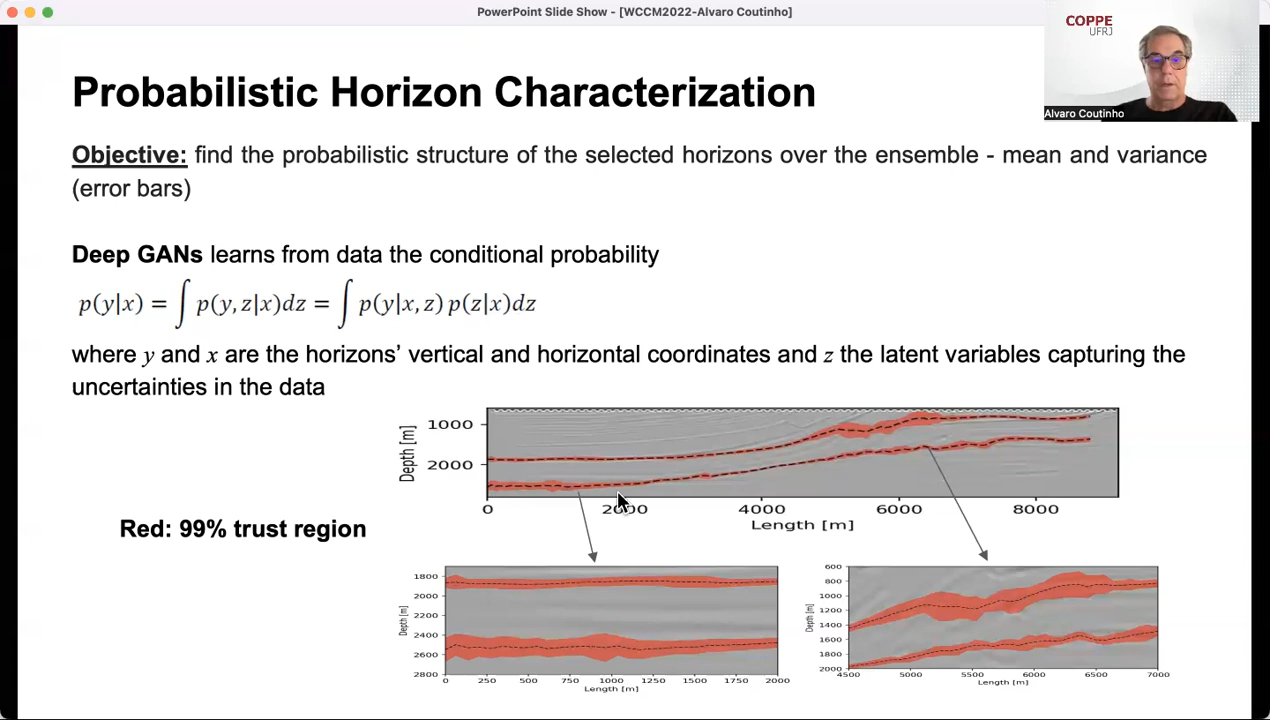 PowerPoint Slide Show - [WCCM2022-Alvaro Coutinho]
COPPE
UFRJ
Alvaro Coutinho
Probabilistic Horizon Characterization
Objective: find the probabilistic structure of the selected horizons over the ensemble - mean and variance
(error bars)
Deep GANs learns from data the conditional probability
p(y|x) = ∫ p(y, z|x)dz = ∫ p(y|x, z) p(z|x)dz
where y and x are the horizons’ vertical and horizontal coordinates and z the latent variables capturing the
uncertainties in the data
Depth [m]
1000
2000
0 2000 4000 6000 8000
Length [m]
Red: 99% trust region
Depth [m]
1800
2000
2200
2400
2600
2800
0 250 500 750 1000 1250 1500 1750 2000
Length [m]
Depth [m]
600
800
1000
1200
1400
1600
1800
2000
4500 5000 5500 6000 6500 7000
Length [m]